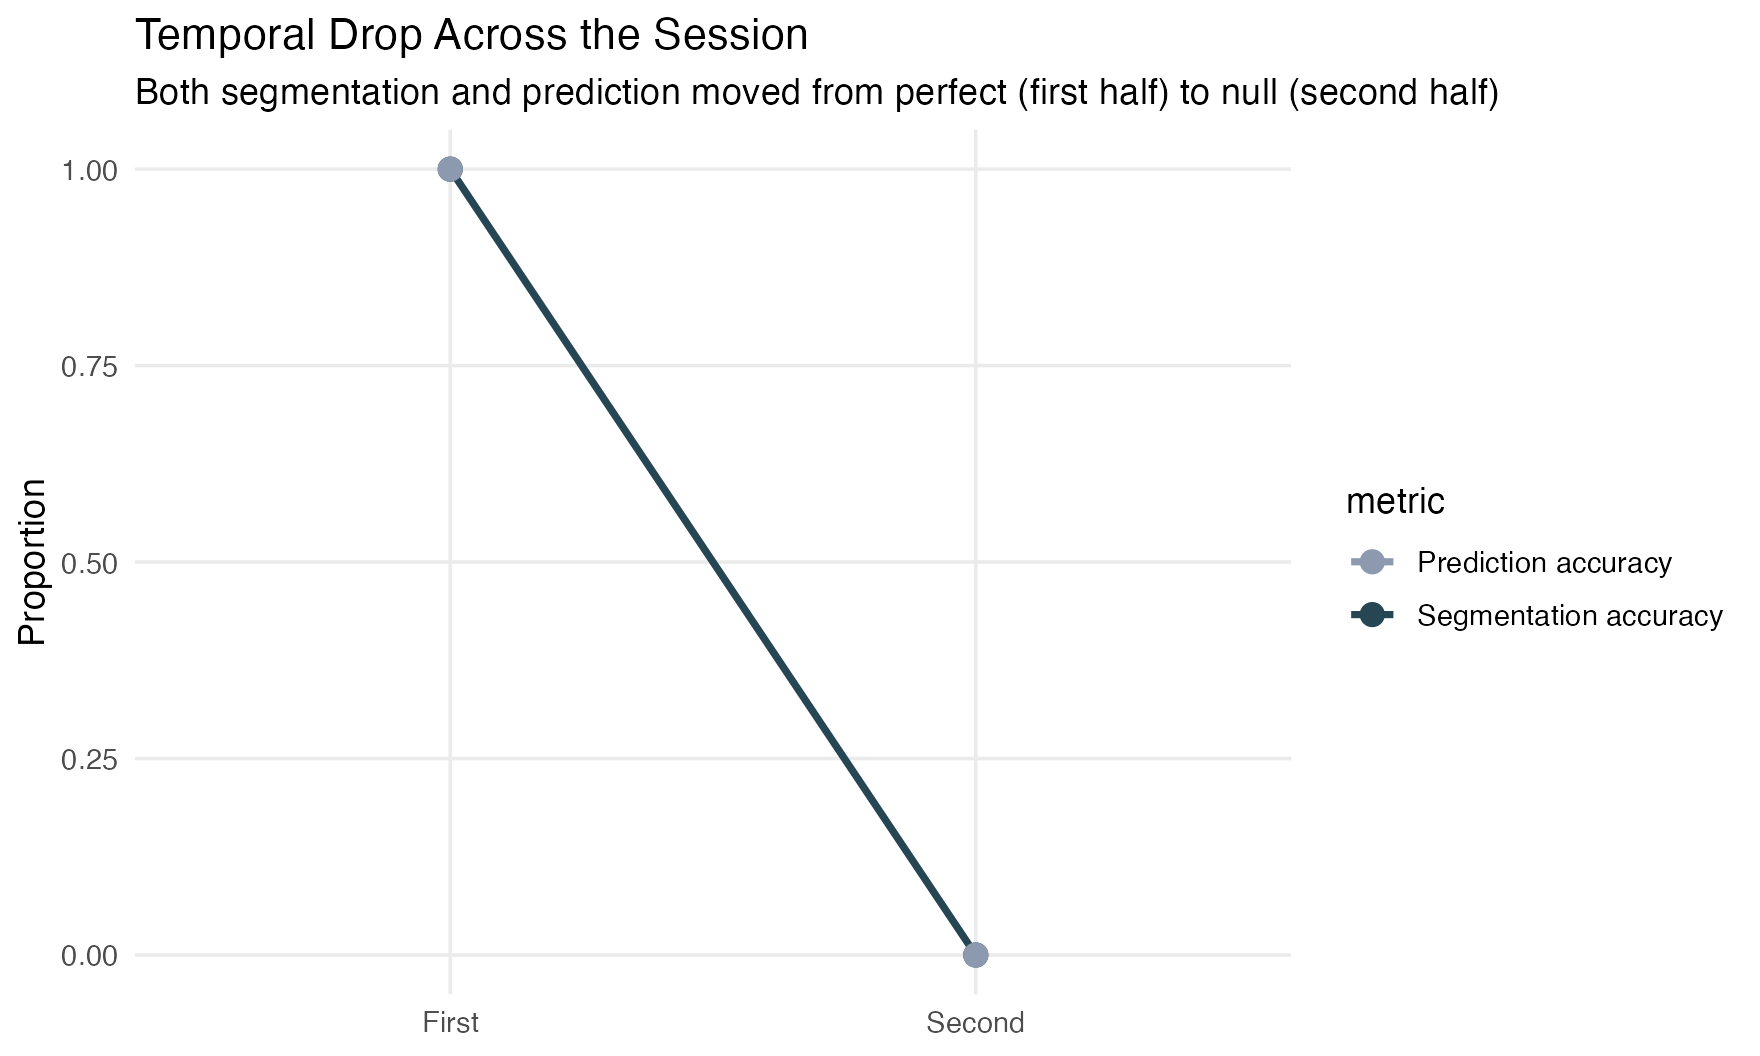 Temporal Drop Across the Session
Both segmentation and prediction moved from perfect (first half) to null (second half)
1.00
0.75
0.50
0.25
0.00
Proportion
First
Second
metric
Prediction accuracy
Segmentation accuracy